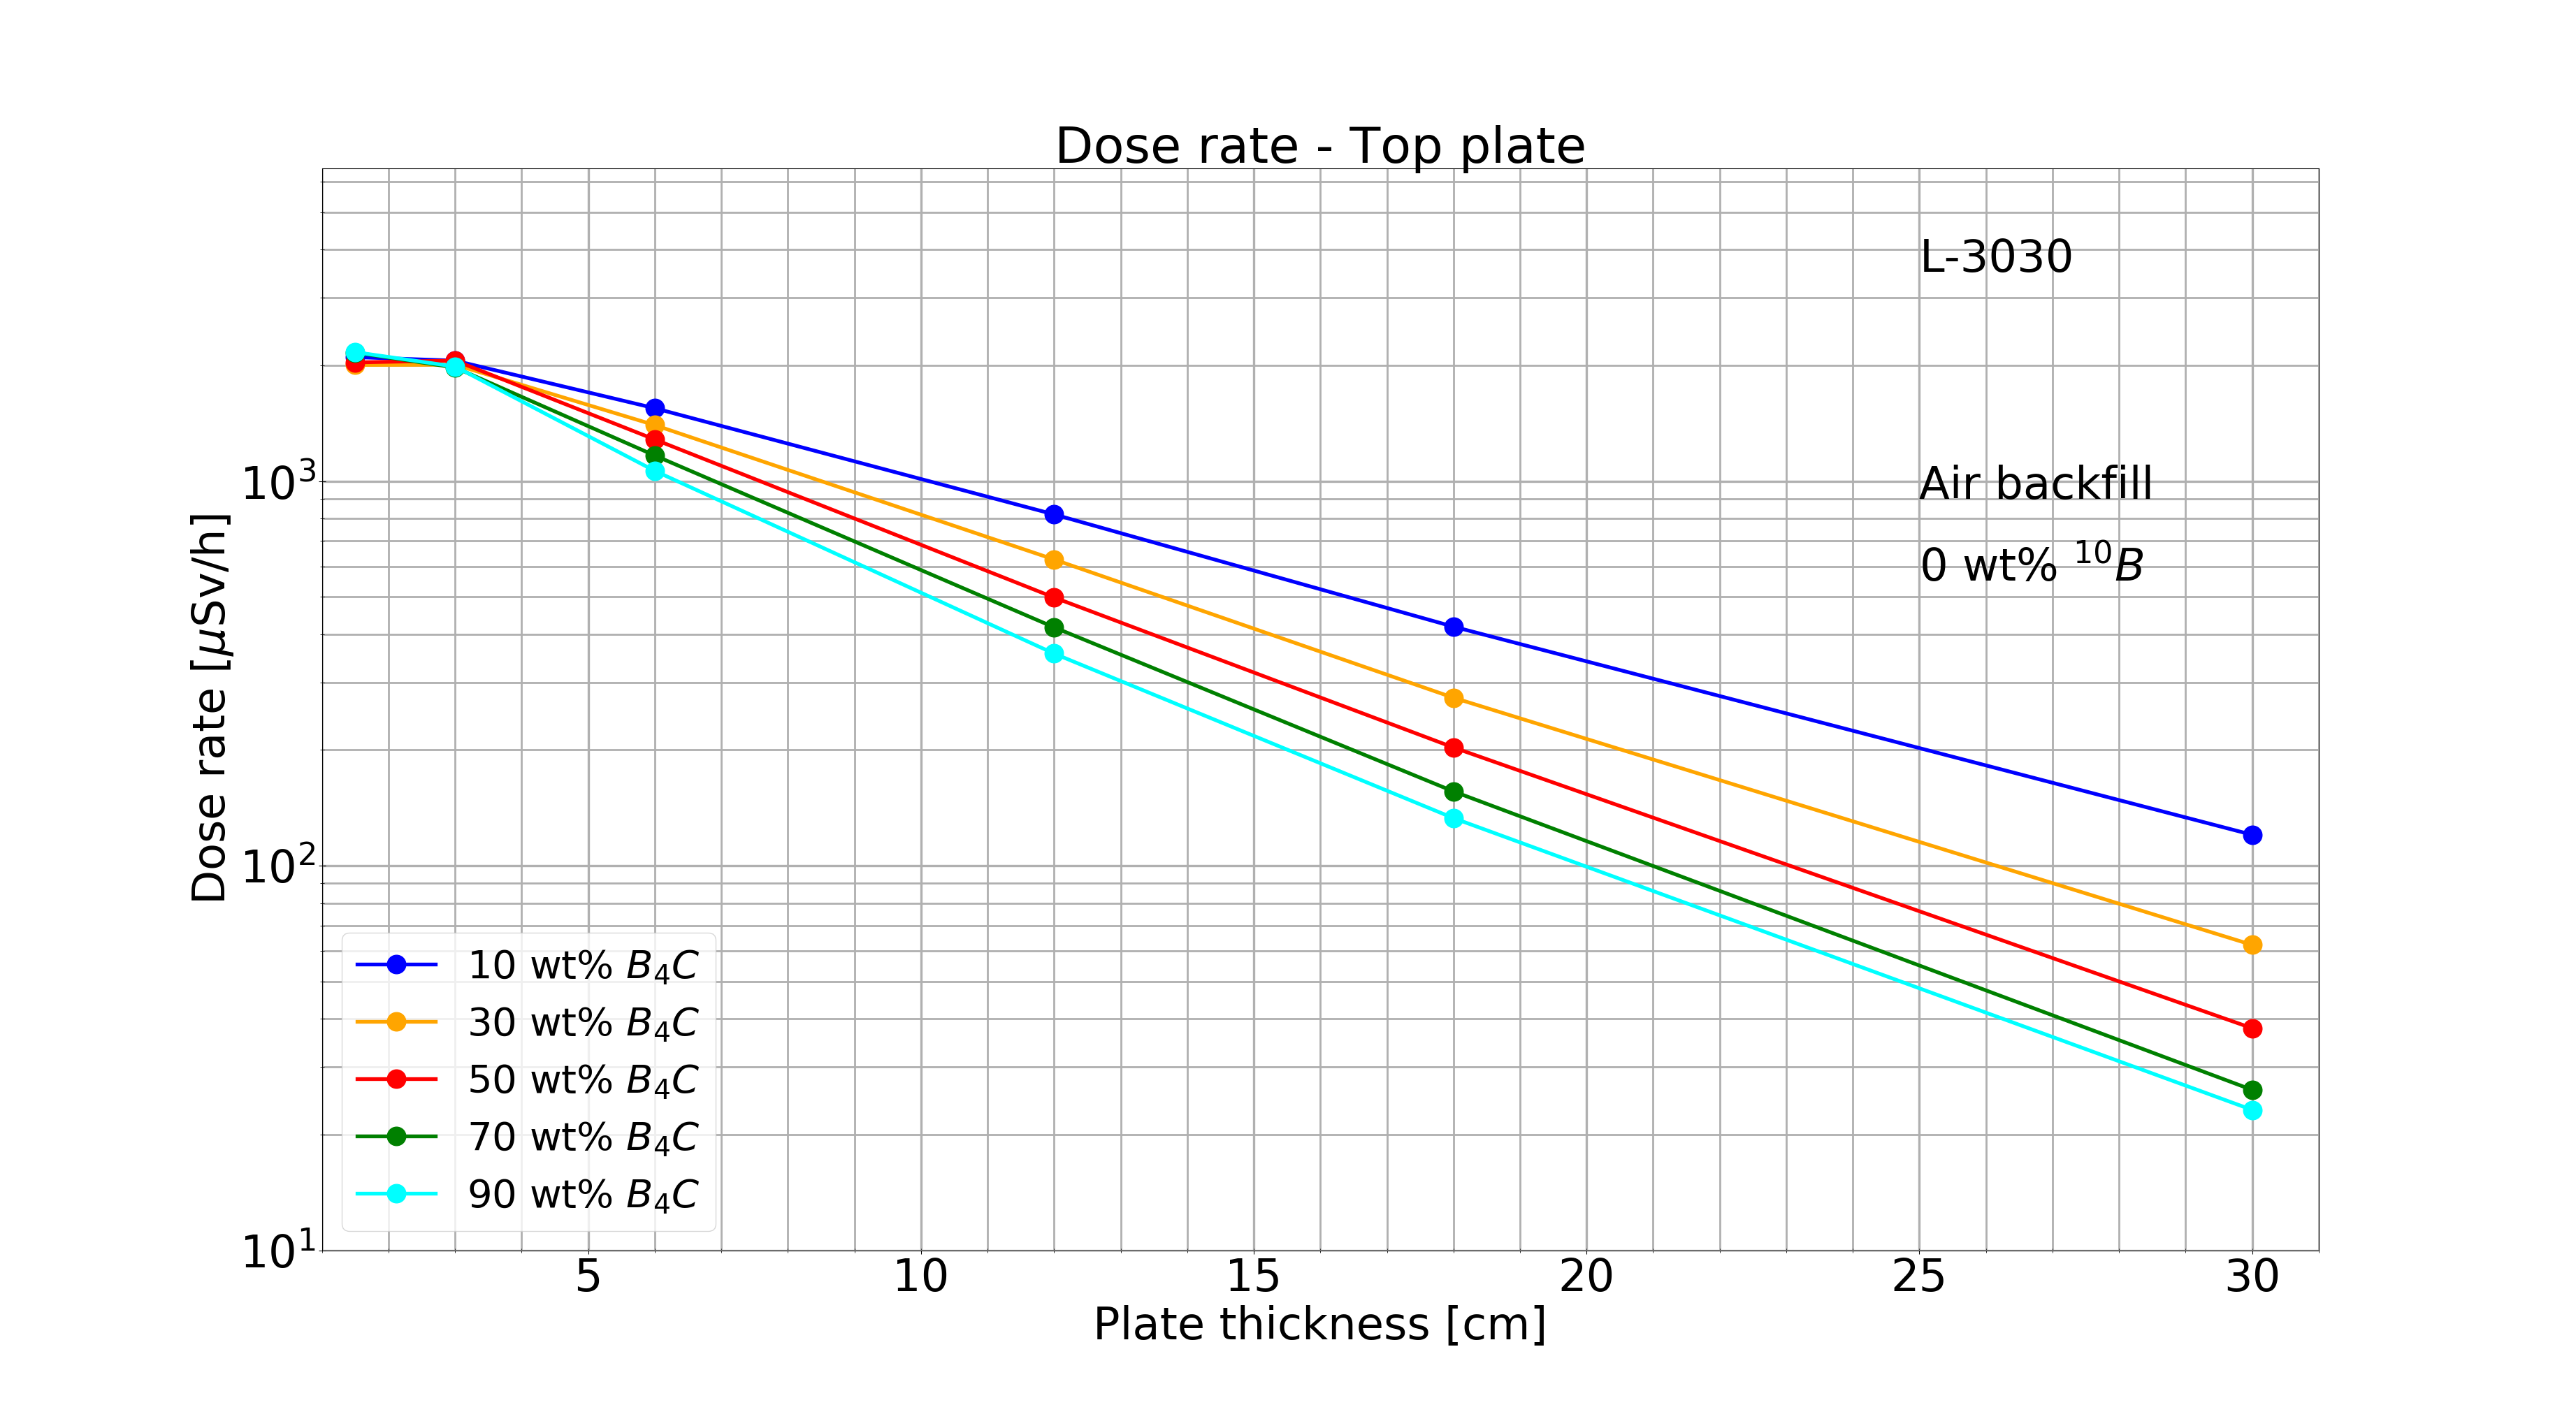 Dose rate - Top plate
L-3030
Air backfill
0 wt% ¹⁰B
Dose rate [μSv/h]
10³
10²
10¹
10 wt% B₄C
30 wt% B₄C
50 wt% B₄C
70 wt% B₄C
90 wt% B₄C
5 10 15 20 25 30
Plate thickness [cm]